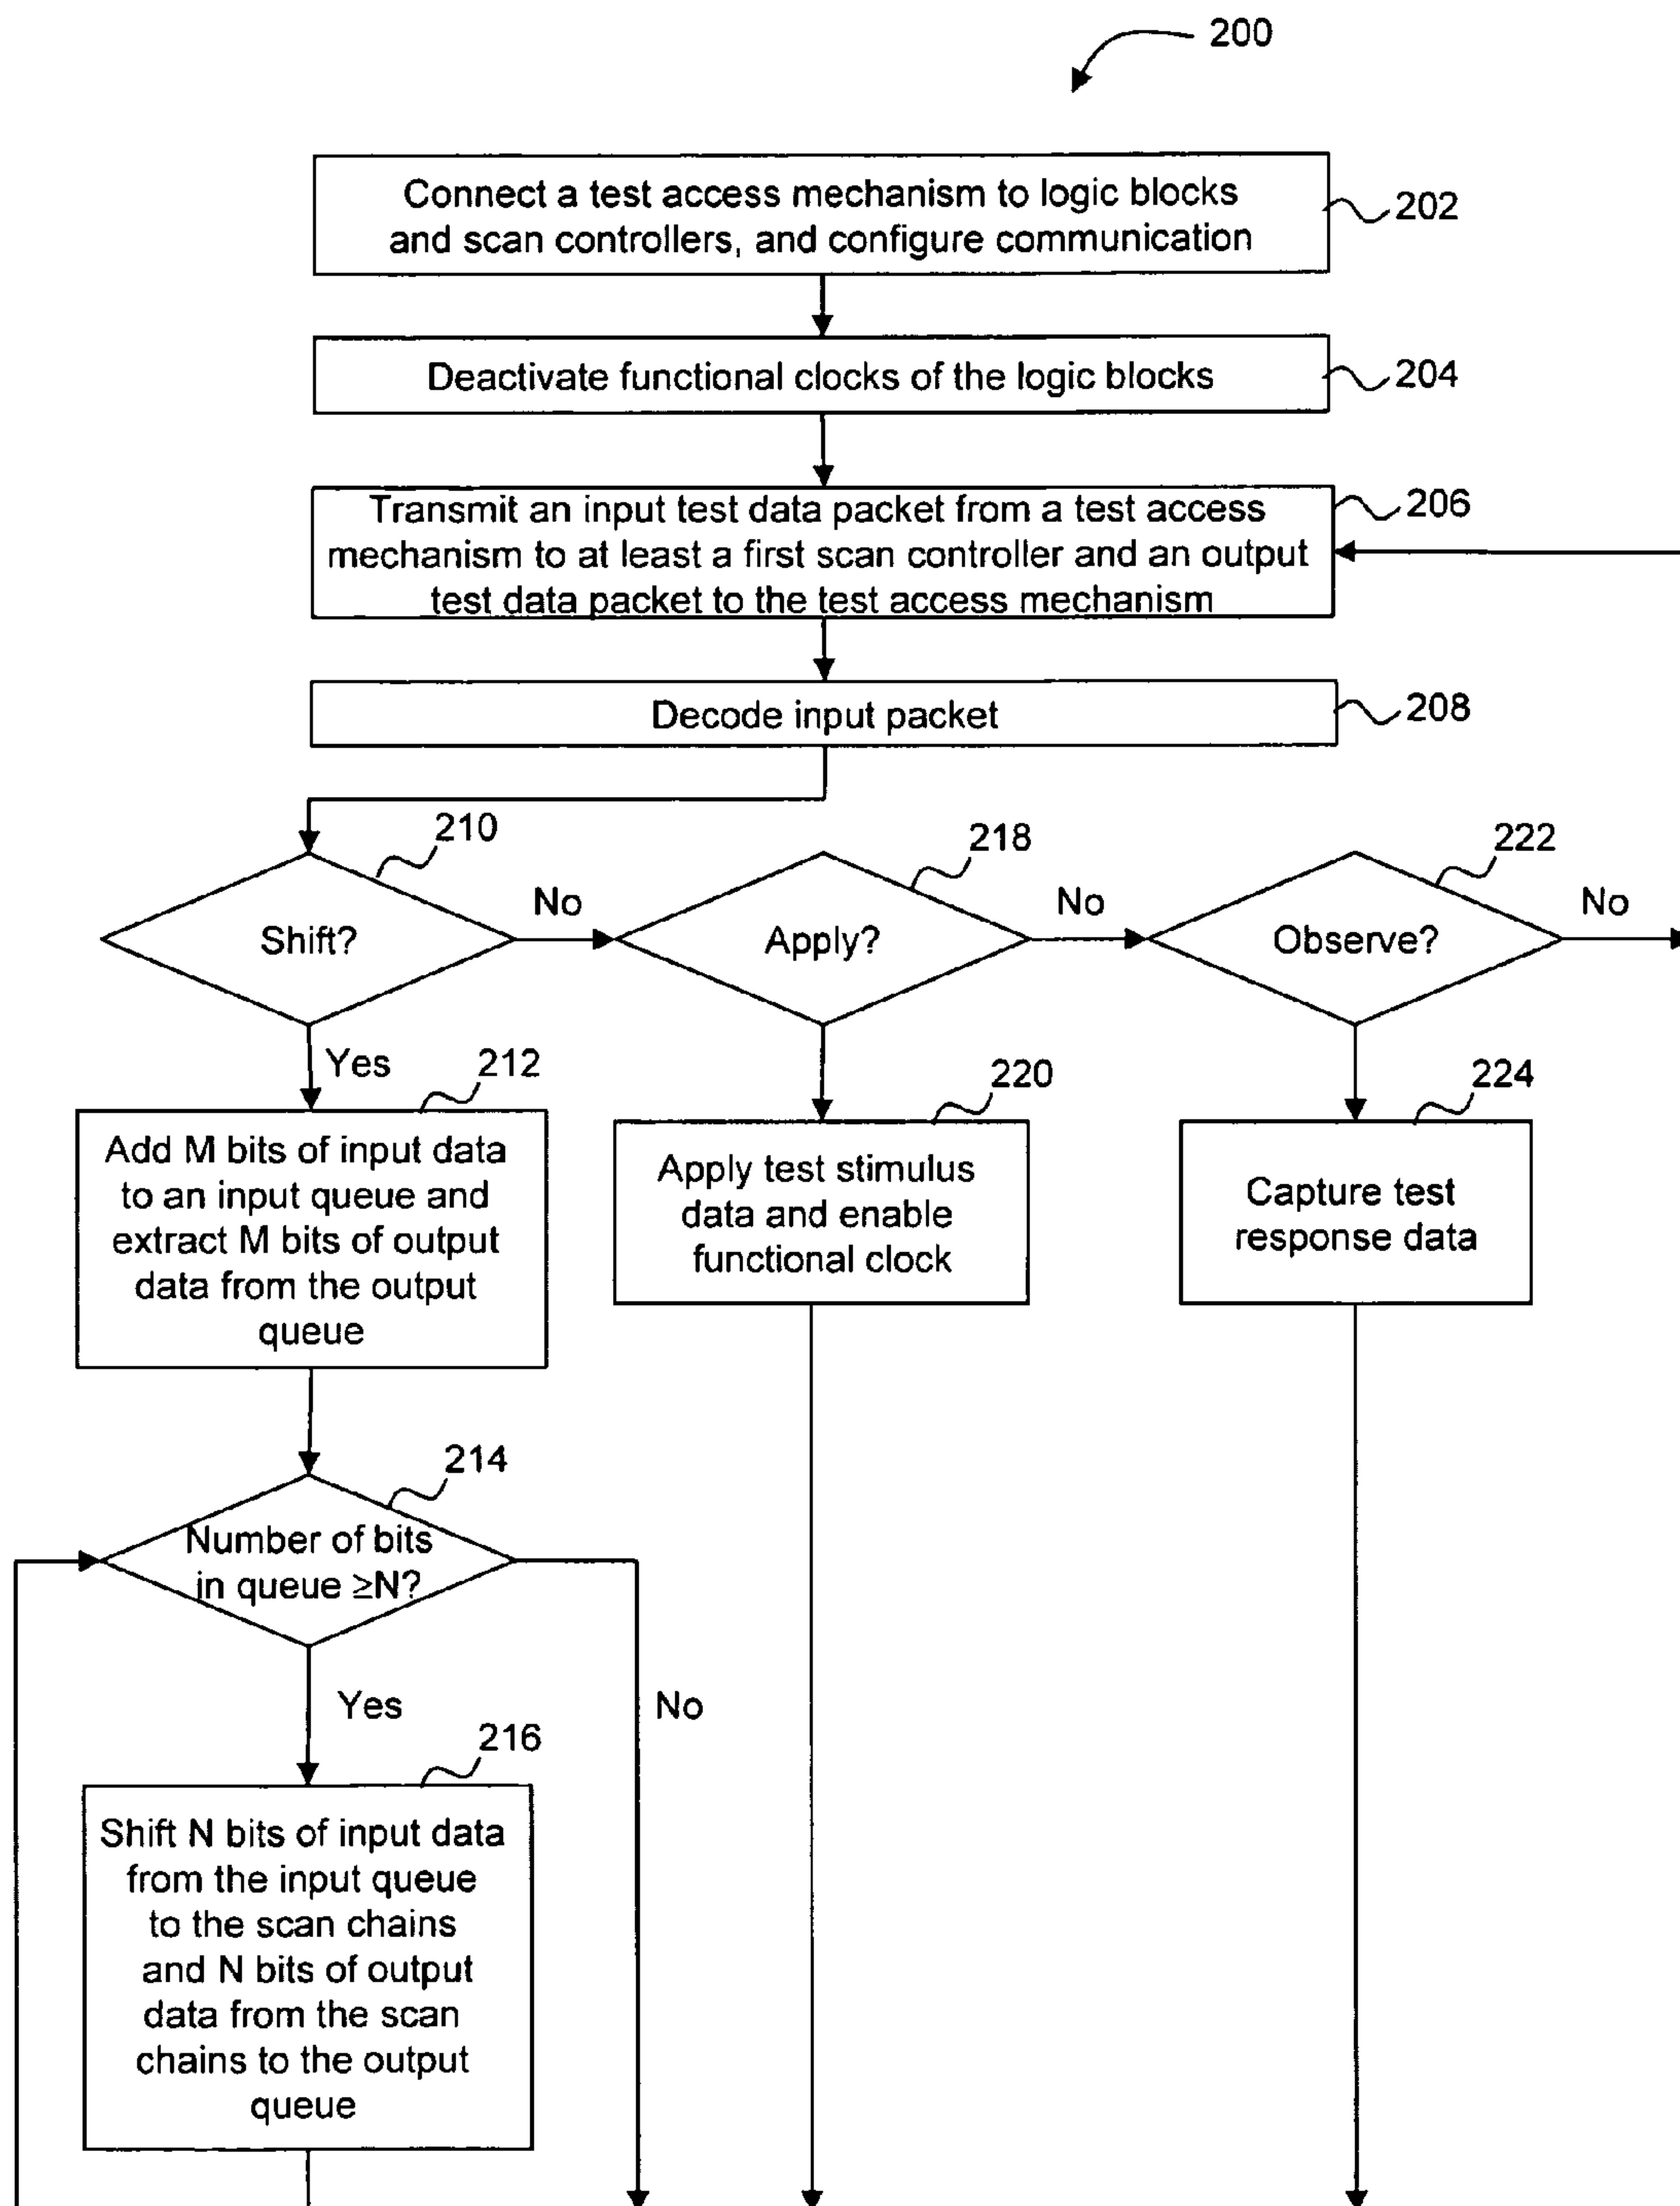 200
Connect a test access mechanism to logic blocks
and scan controllers, and configure communication
202
Deactivate functional clocks of the logic blocks
204
Transmit an input test data packet from a test access
mechanism to at least a first scan controller and an output
test data packet to the test access mechanism
206
Decode input packet
208
210
Shift?
No
218
Apply?
No
222
Observe?
No
Yes
212
Add M bits of input data
to an input queue and
extract M bits of output
data from the output
queue
220
Apply test stimulus
data and enable
functional clock
224
Capture test
response data
214
Number of bits
in queue ≥N?
Yes
No
216
Shift N bits of input data
from the input queue
to the scan chains
and N bits of output
data from the scan
chains to the output
queue